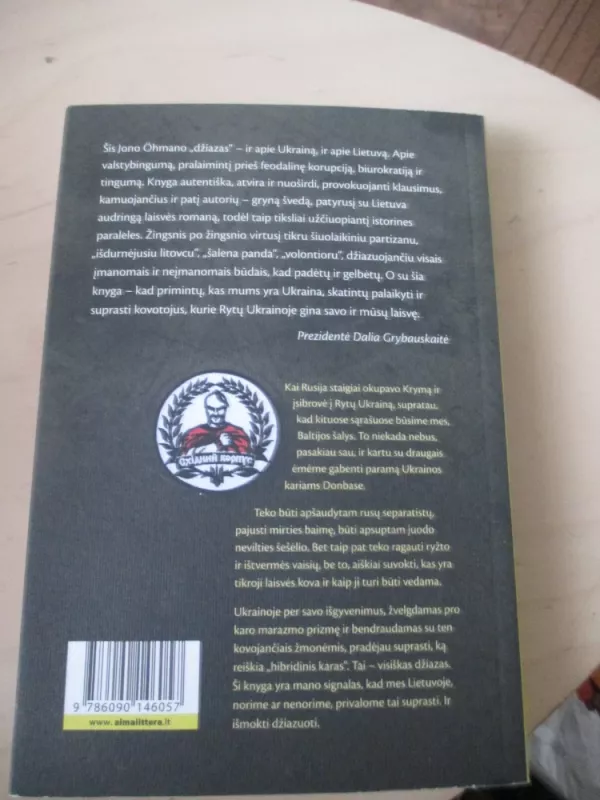 Šis Jono Öhmano „džiazas" – ir apie Ukrainą, ir apie Lietuvą. Apie
valstybingumą, pralaimintį prieš feodalinę korupciją, biurokratiją ir
tingumą. Knyga autentiška, atvira ir nuoširdi, provokuojanti klausimus,
kamuojančius ir patį autorių – gryną švedą, patyrusį su Lietuva
audringą laisvės romaną, todėl taip tiksliai užčiuopiantį istorines
paraleles. Žingsnis po žingsnio virtusį tikru šiuolaikiniu partizanu,
„išdurnėjusiu litovcu", „šalena panda", „volontioru", džiazuojančiu visais
įmanomais ir neįmanomais būdais, kad padėtų ir gelbėtų. O su šia
knyga – kad primintų, kas mums yra Ukraina, skatintų palaikyti ir
suprasti kovotojus, kurie Rytų Ukrainoje gina savo ir mūsų laisvę.
Prezidentė Dalia Grybauskaitė
Kai Rusija staigiai okupavo Krymą ir
įsibrovė į Rytų Ukrainą, supratau,
kad kituose sąrašuose būsime mes,
Baltijos šalys. To niekada nebus,
pasakiau sau, ir kartu su draugais
ėmėme gabenti paramą Ukrainos
kariams Donbase.
східний корпус
Teko būti apšaudytam rusų separatistų,
pajusti mirties baimę, būti apsuptam juodo
nevilties šešėlio. Bet taip pat teko ragauti ryžto
ir ištvermės vaisių, be to, aiškiai suvokti, kas yra
tikroji laisvės kova ir kaip ji turi būti vedama.
Ukrainoje per savo išgyvenimus, žvelgdamas pro
karo marazmo prizmę ir bendraudamas su ten
kovojančiais žmonėmis, pradėjau suprasti, ką
reiškia „hibridinis karas". Tai – visiškas džiazas.
Ši knyga yra mano signalas, kad mes Lietuvoje,
norime ar nenorime, privalome tai suprasti. Ir
išmokti džiazuoti.
9 786090 146057
www.almalittera.lt